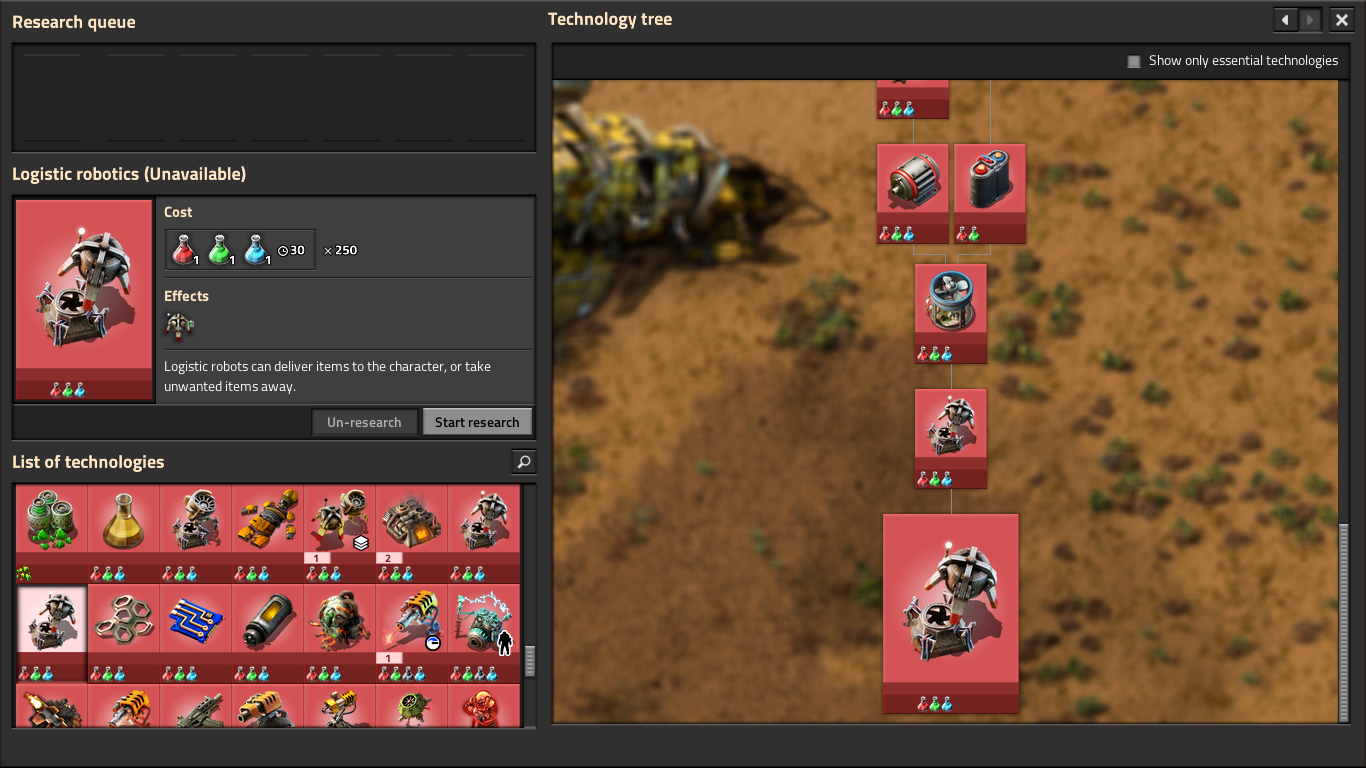 Research queue
Technology tree
Show only essential technologies
Logistic robotics (Unavailable)
Cost
1 1 1 30 × 250
Effects
Logistic robots can deliver items to the character, or take
unwanted items away.
Un-research
Start research
List of technologies
1 2
1